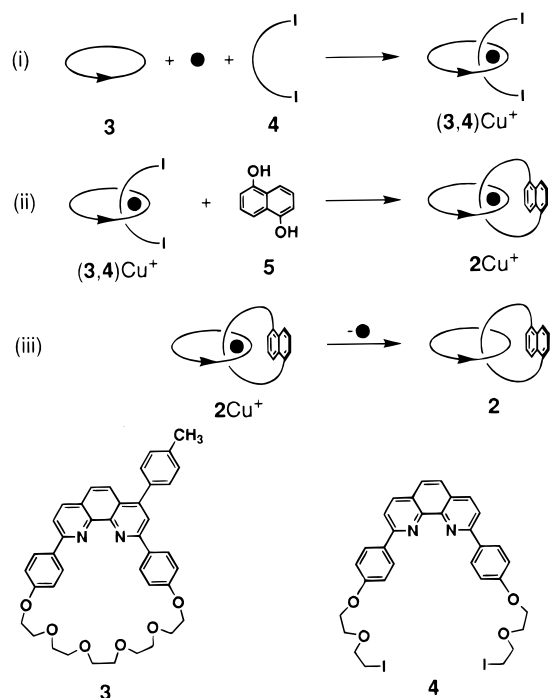 (i) + + I I I I
3 4 (3,4)Cu⁺
(ii) I I + OH OH
(3,4)Cu⁺ 5 2Cu⁺
(iii) -
2Cu⁺ 2
CH₃
N N N N
O O O O
O O O O O O
I I
3 4